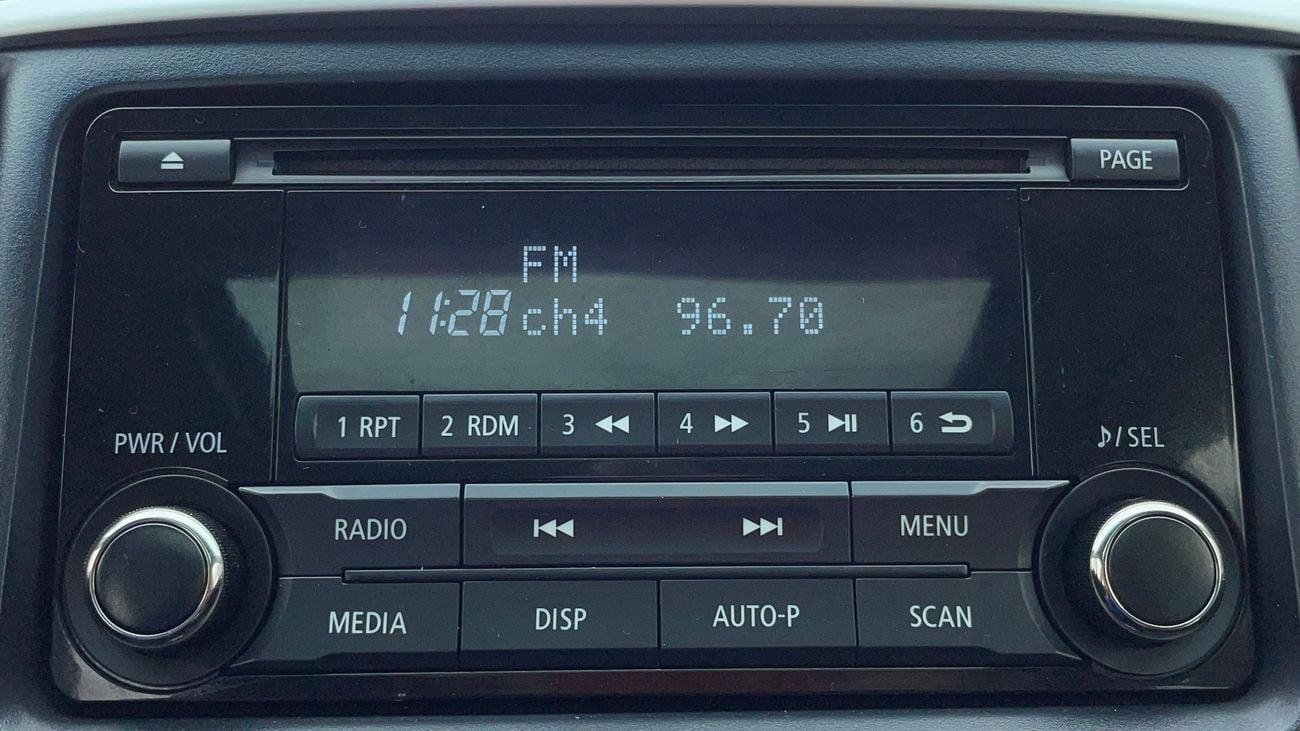 PAGE
FM
11:28 ch4 96.70
1 RPT 2 RDM 3 4 5 6
PWR / VOL
♪/ SEL
RADIO MENU
MEDIA DISP AUTO-P SCAN